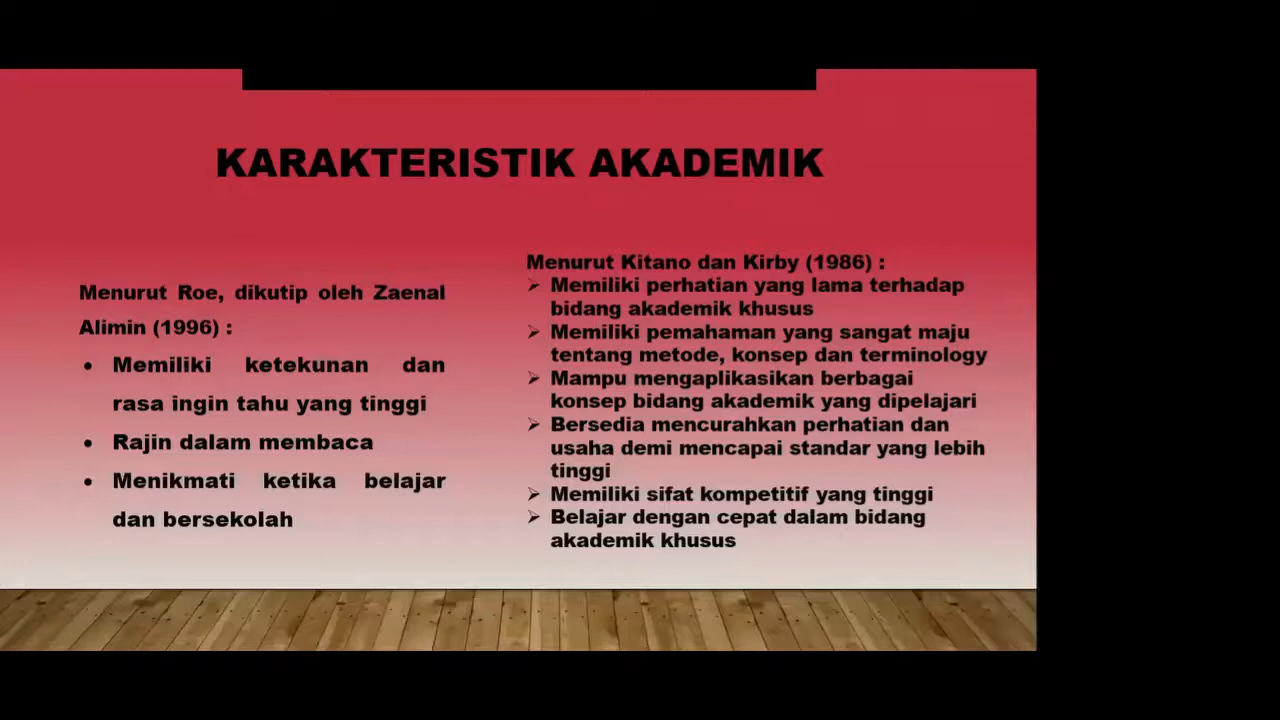 KARAKTERISTIK AKADEMIK
Menurut Roe, dikutip oleh Zaenal
Alimin (1996) :
• Memiliki ketekunan dan
rasa ingin tahu yang tinggi
• Rajin dalam membaca
• Menikmati ketika belajar
dan bersekolah
Menurut Kitano dan Kirby (1986) :
➢ Memiliki perhatian yang lama terhadap
bidang akademik khusus
➢ Memiliki pemahaman yang sangat maju
tentang metode, konsep dan terminology
➢ Mampu mengaplikasikan berbagai
konsep bidang akademik yang dipelajari
➢ Bersedia mencurahkan perhatian dan
usaha demi mencapai standar yang lebih
tinggi
➢ Memiliki sifat kompetitif yang tinggi
➢ Belajar dengan cepat dalam bidang
akademik khusus